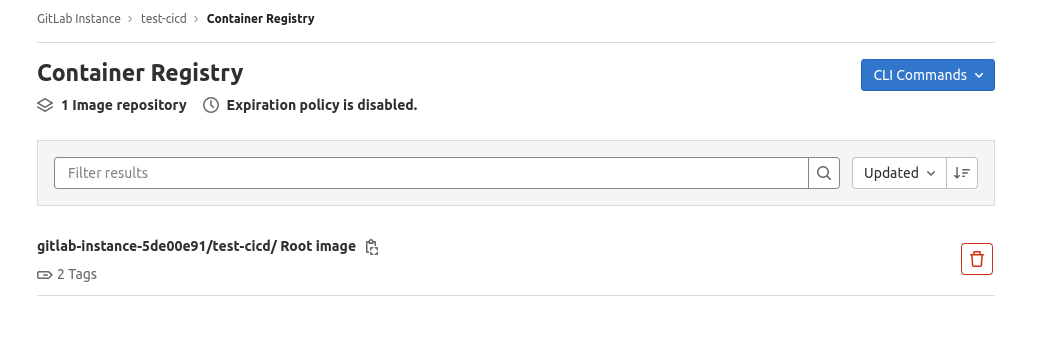 GitLab Instance > test-cicd > Container Registry
Container Registry
CLI Commands
1 Image repository Expiration policy is disabled.
Filter results
Updated
gitlab-instance-5de00e91/test-cicd/ Root image
2 Tags